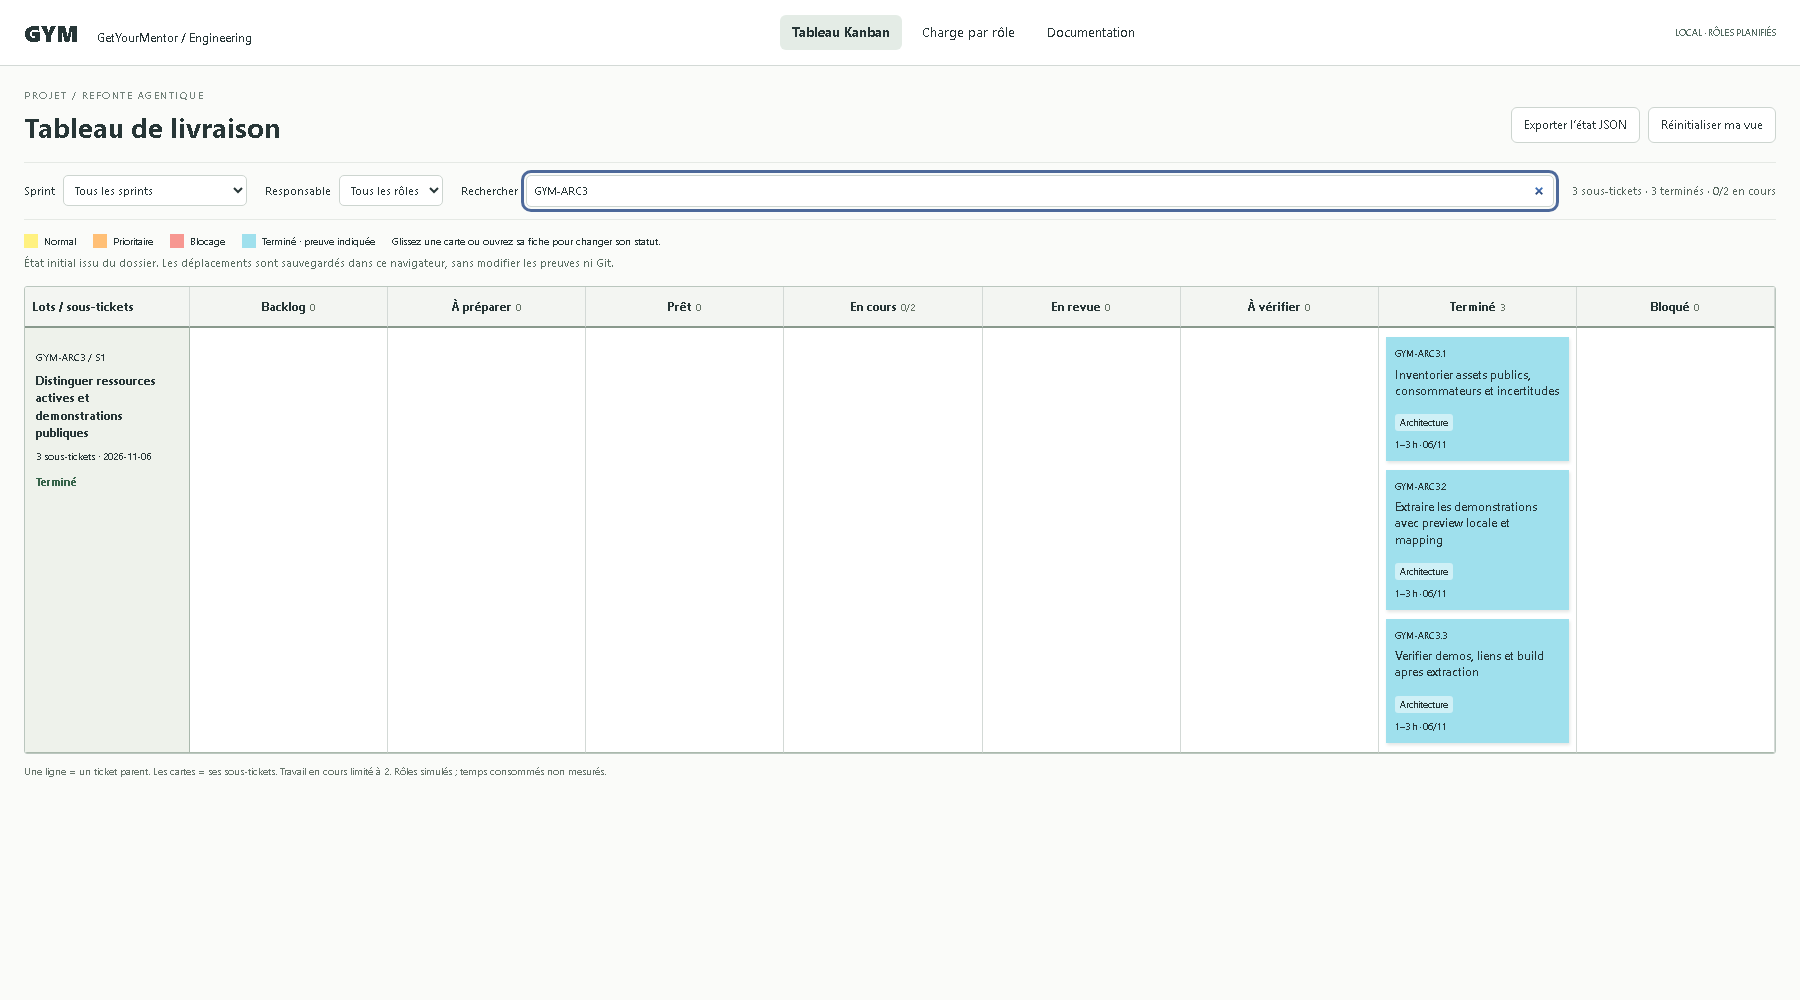 GYM
GetYourMentor / Engineering
Tableau Kanban
Charge par rôle
Documentation
LOCAL · RÔLES PLANIFIÉS
PROJET / REFONTE AGENTIQUE
Tableau de livraison
Exporter l'état JSON
Réinitialiser ma vue
Sprint
Tous les sprints
Responsable
Tous les rôles
Rechercher
GYM-ARC3
×
3 sous-tickets · 3 terminés · 0/2 en cours
Normal
Prioritaire
Blocage
Terminé · preuve indiquée
Glissez une carte ou ouvrez sa fiche pour changer son statut.
État initial issu du dossier. Les déplacements sont sauvegardés dans ce navigateur, sans modifier les preuves ni Git.
Lots / sous-tickets
Backlog 0
À préparer 0
Prêt 0
En cours 0/2
En revue 0
À vérifier 0
Terminé 3
Bloqué 0
GYM-ARC3 / S1
Distinguer ressources
actives et
demonstrations
publiques
3 sous-tickets · 2026-11-06
Terminé
GYM-ARC3.1
Inventorier assets publics,
consommateurs et incertitudes
Architecture
1–3 h · 06/11
GYM-ARC3.2
Extraire les demonstrations
avec preview locale et
mapping
Architecture
1–3 h · 06/11
GYM-ARC3.3
Verifier demos, liens et build
apres extraction
Architecture
1–3 h · 06/11
Une ligne = un ticket parent. Les cartes = ses sous-tickets. Travail en cours limité à 2. Rôles simulés ; temps consommés non mesurés.